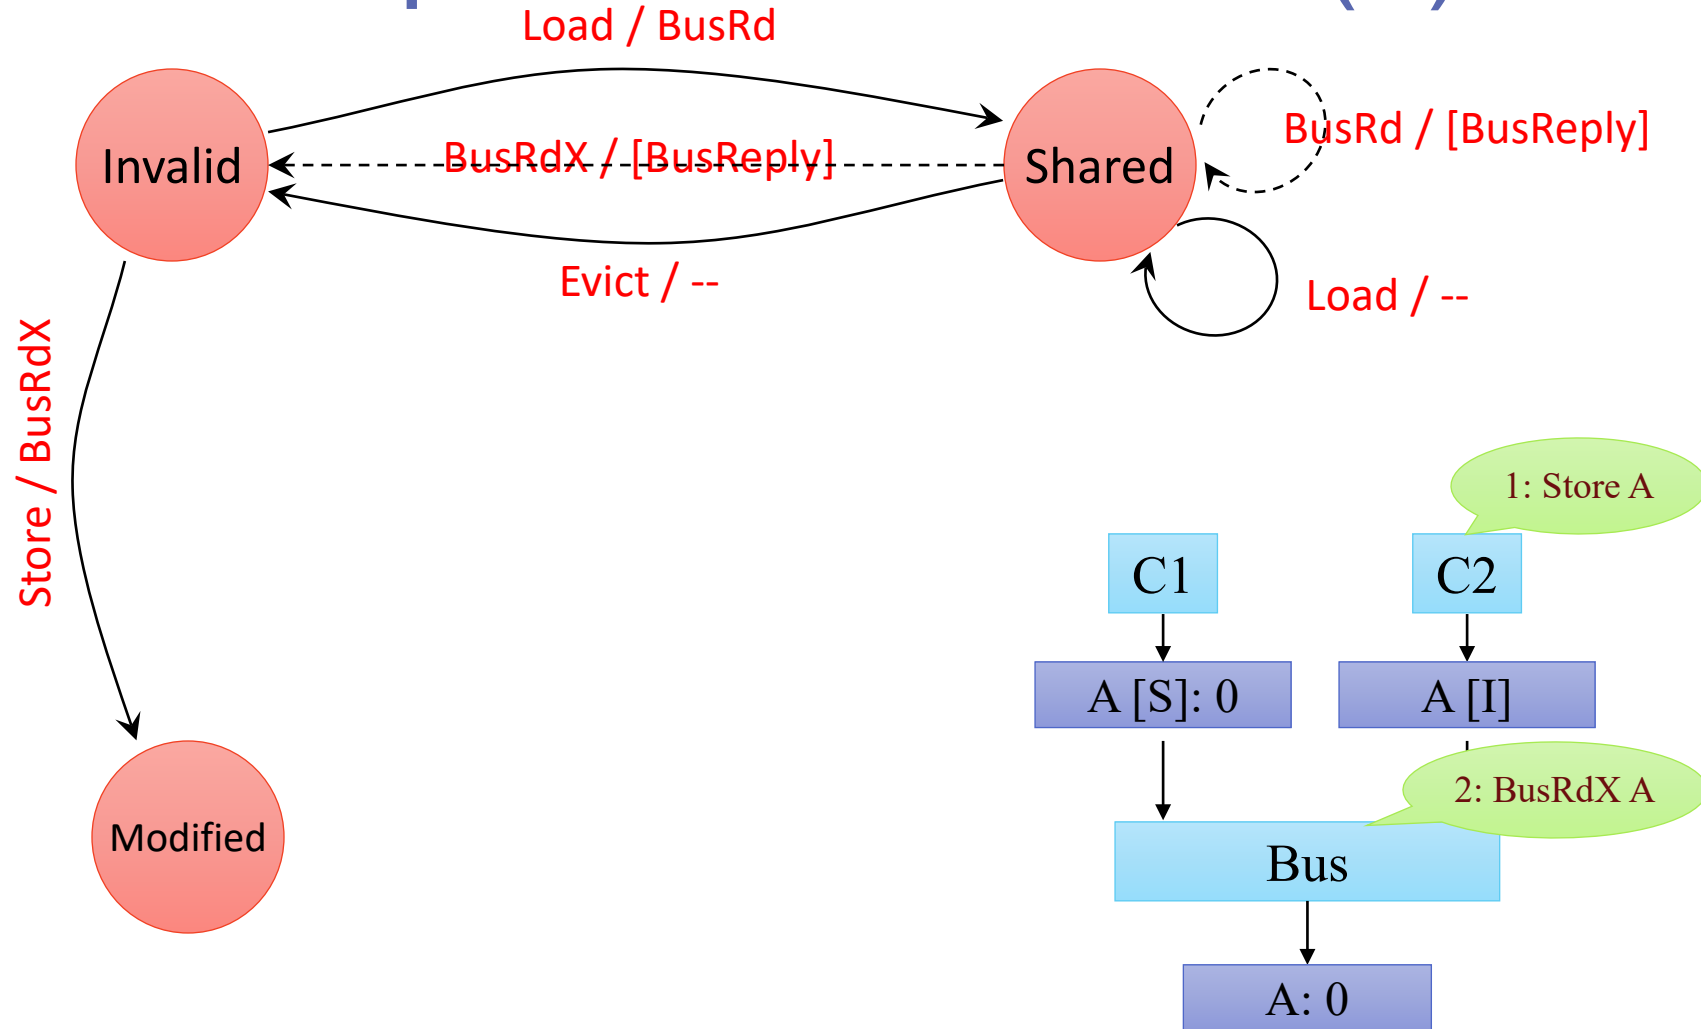 Load / BusRd
Invalid
BusRdX / [BusReply]
Shared
BusRd / [BusReply]
Evict / --
Load / --
Store / BusRdX
1: Store A
C1
C2
A [S]: 0
A [I]
2: BusRdX A
Modified
Bus
A: 0